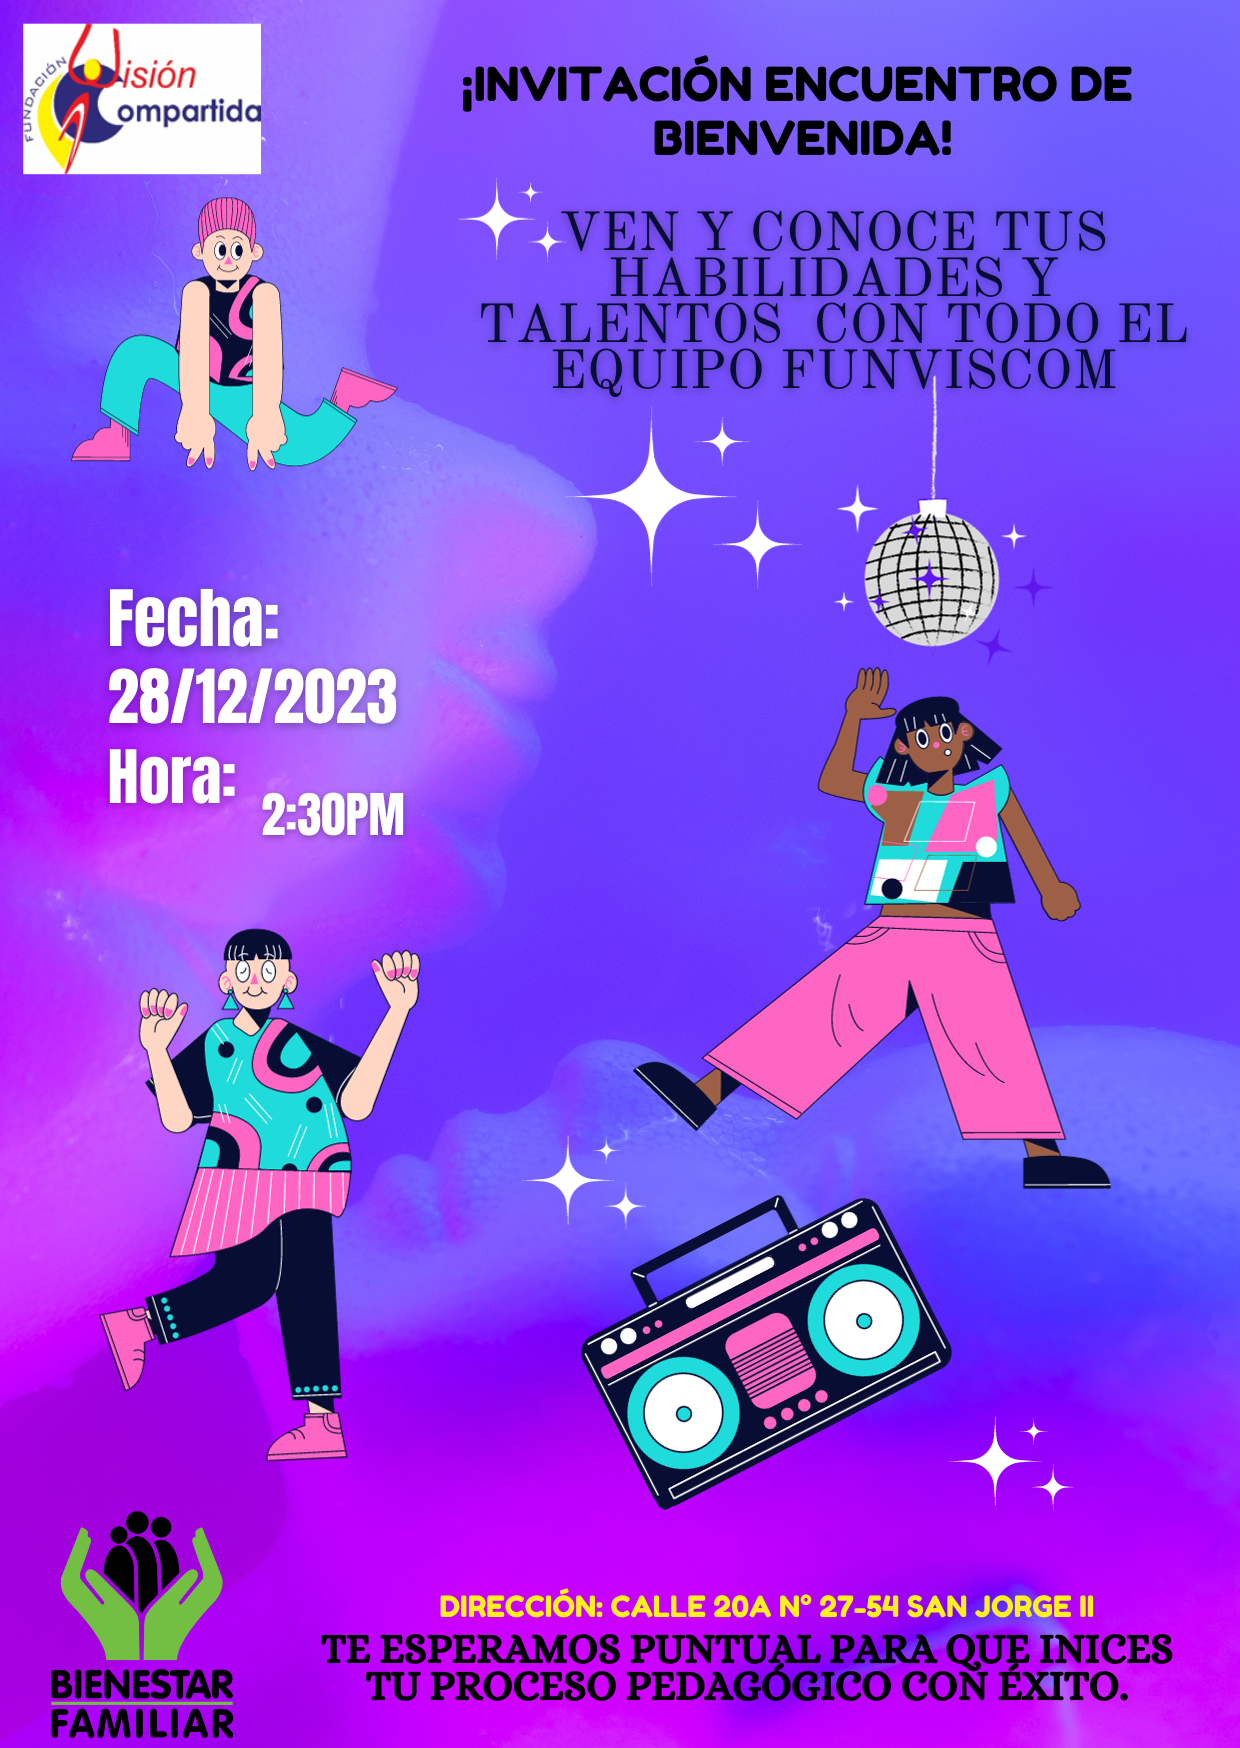 FUNDACIÓN
Visión
Compartida
¡INVITACIÓN ENCUENTRO DE
BIENVENIDA!
VEN Y CONOCE TUS
HABILIDADES Y
TALENTOS CON TODO EL
EQUIPO FUNVISCOM
Fecha:
28/12/2023
Hora:
2:30PM
DIRECCIÓN: CALLE 20A N° 27-54 SAN JORGE II
TE ESPERAMOS PUNTUAL PARA QUE INICES
TU PROCESO PEDAGÓGICO CON ÉXITO.
BIENESTAR
FAMILIAR